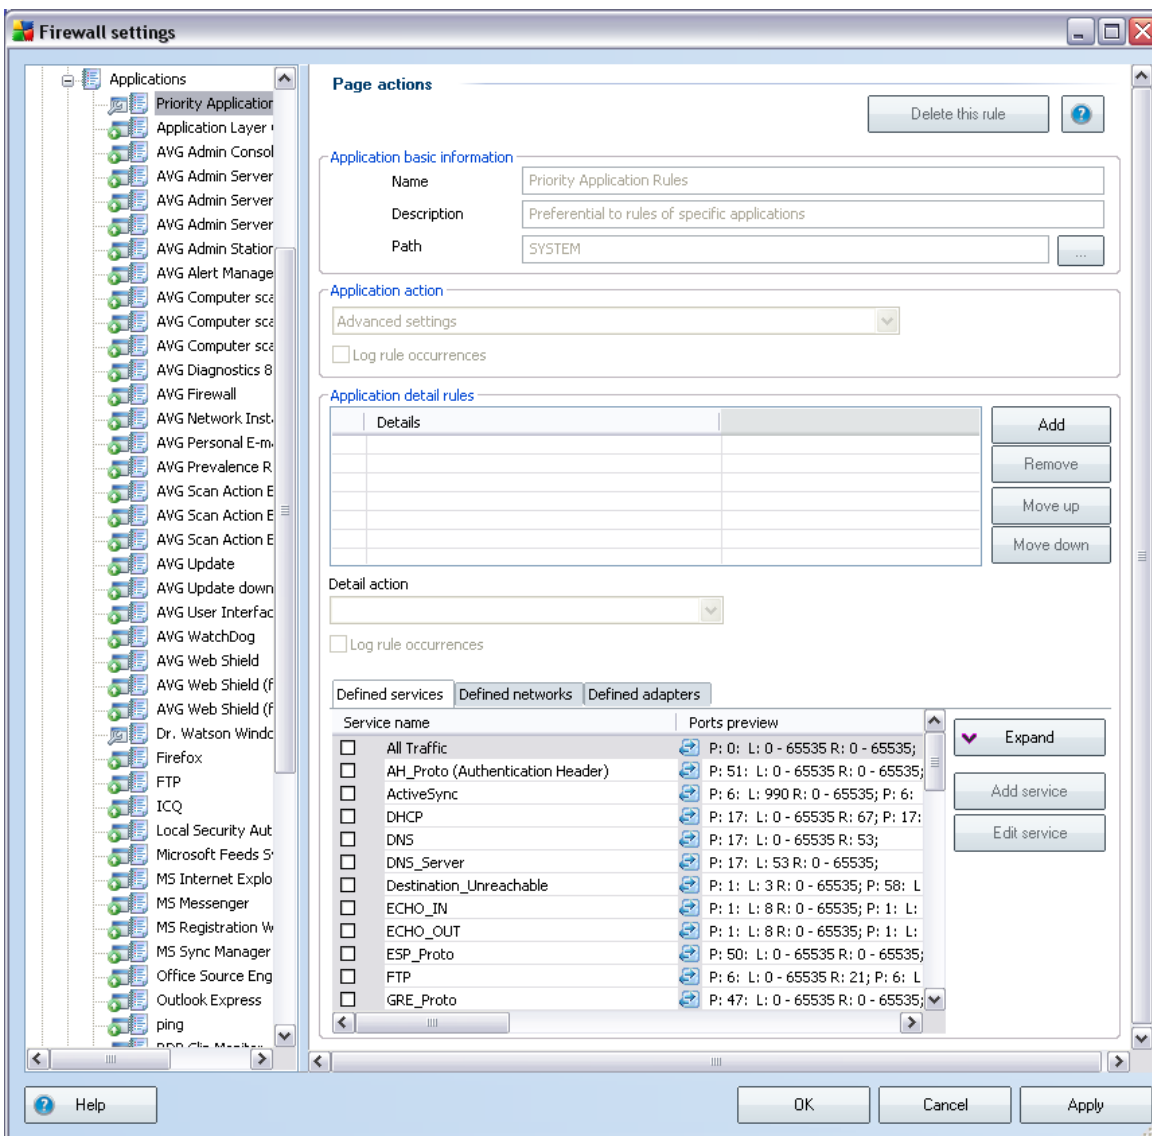 Firewall settings
Applications
Priority Application
Application Layer
AVG Admin Consol
AVG Admin Server
AVG Admin Server
AVG Admin Server
AVG Admin Station
AVG Alert Manage
AVG Computer sca
AVG Computer sca
AVG Computer sca
AVG Diagnostics 8
AVG Firewall
AVG Network Inst
AVG Personal E-m
AVG Prevalence R
AVG Scan Action E
AVG Scan Action E
AVG Scan Action E
AVG Update
AVG Update down
AVG User Interfac
AVG WatchDog
AVG Web Shield
AVG Web Shield (f
AVG Web Shield (f
Dr. Watson Windo
Firefox
FTP
ICQ
Local Security Aut
Microsoft Feeds S
MS Internet Explo
MS Messenger
MS Registration W
MS Sync Manager
Office Source Eng
Outlook Express
ping
RDP Clip Monitor
Page actions
Delete this rule
Application basic information
Name Priority Application Rules
Description Preferential to rules of specific applications
Path SYSTEM ...
Application action
Advanced settings
Log rule occurrences
Application detail rules
Details
Add
Remove
Move up
Move down
Detail action
Log rule occurrences
Defined services Defined networks Defined adapters
Service name Ports preview
All Traffic P: 0: L: 0 - 65535 R: 0 - 65535;
AH_Proto (Authentication Header) P: 51: L: 0 - 65535 R: 0 - 65535;
ActiveSync P: 6: L: 990 R: 0 - 65535; P: 6:
DHCP P: 17: L: 0 - 65535 R: 67; P: 17:
DNS P: 17: L: 0 - 65535 R: 53;
DNS_Server P: 17: L: 53 R: 0 - 65535;
Destination_Unreachable P: 1: L: 3 R: 0 - 65535; P: 58: L
ECHO_IN P: 1: L: 8 R: 0 - 65535; P: 1: L:
ECHO_OUT P: 1: L: 8 R: 0 - 65535; P: 1: L:
ESP_Proto P: 50: L: 0 - 65535 R: 0 - 65535;
FTP P: 6: L: 0 - 65535 R: 21; P: 6: L
GRE_Proto P: 47: L: 0 - 65535 R: 0 - 65535;
Expand
Add service
Edit service
Help
OK
Cancel
Apply